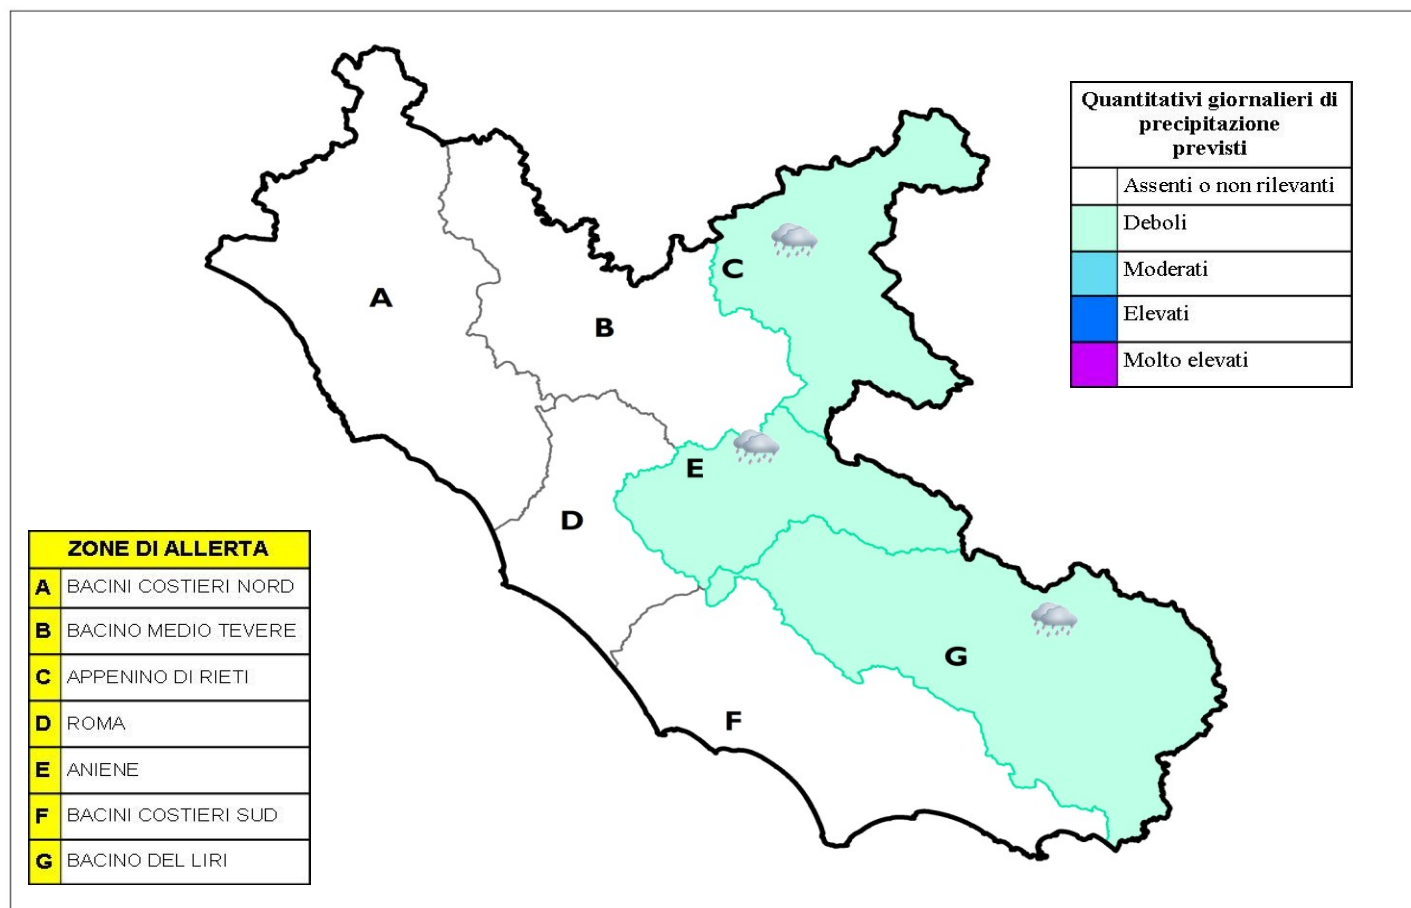 Quantitativi giornalieri di
precipitazione
previsti
Assenti o non rilevanti
Deboli
Moderati
Elevati
Molto elevati
A
B
C
D
E
F
G
ZONE DI ALLERTA
A BACINI COSTIERI NORD
B BACINO MEDIO TEVERE
C APPENINO DI RIETI
D ROMA
E ANIENE
F BACINI COSTIERI SUD
G BACINO DEL LIRI